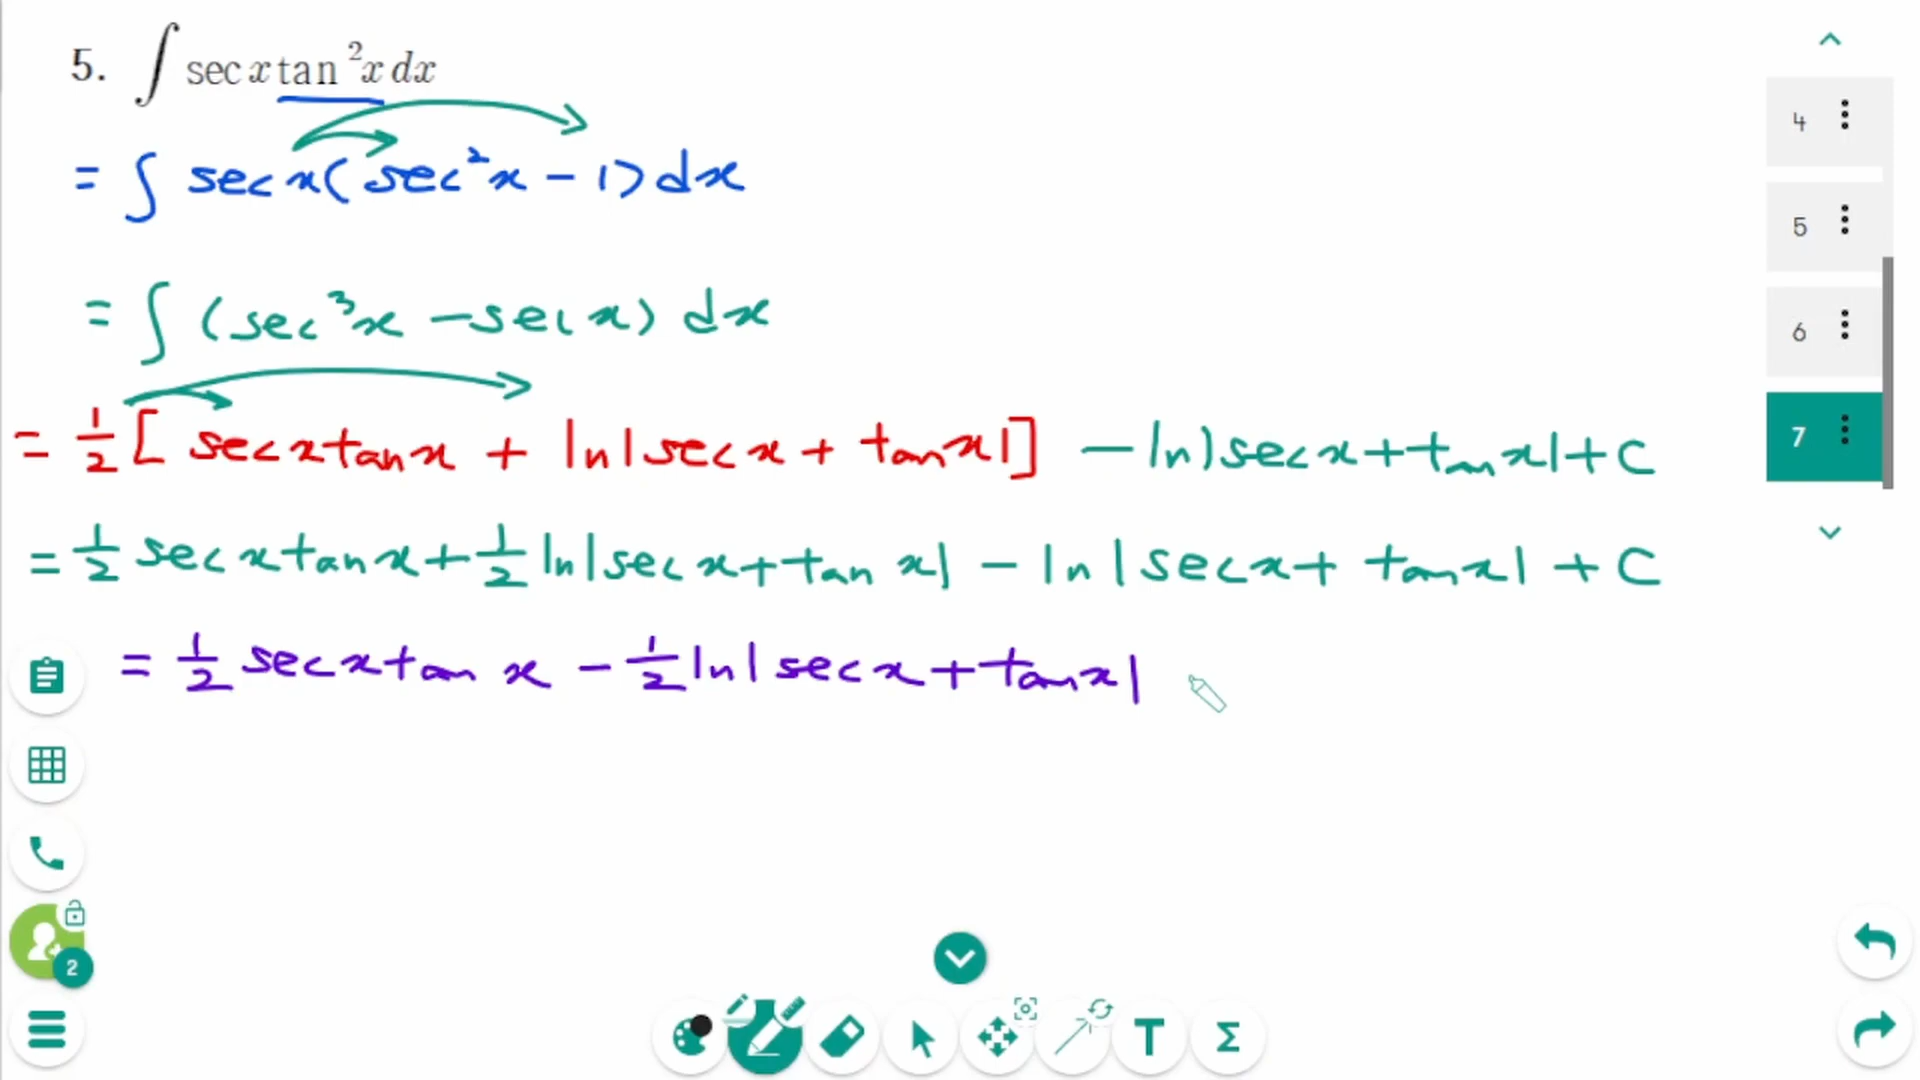 5. ∫ sec x tan²x dx
= ∫ sec x (sec²x - 1) dx
= ∫ (sec³x - sec x) dx
= 1/2 [ sec x tan x + ln|sec x + tan x| ] - ln|sec x + tan x| + C
= 1/2 sec x tan x + 1/2 ln|sec x + tan x| - ln|sec x + tan x| + C
= 1/2 sec x tan x - 1/2 ln|sec x + tan x|
4
5
6
7
2
T
Σ